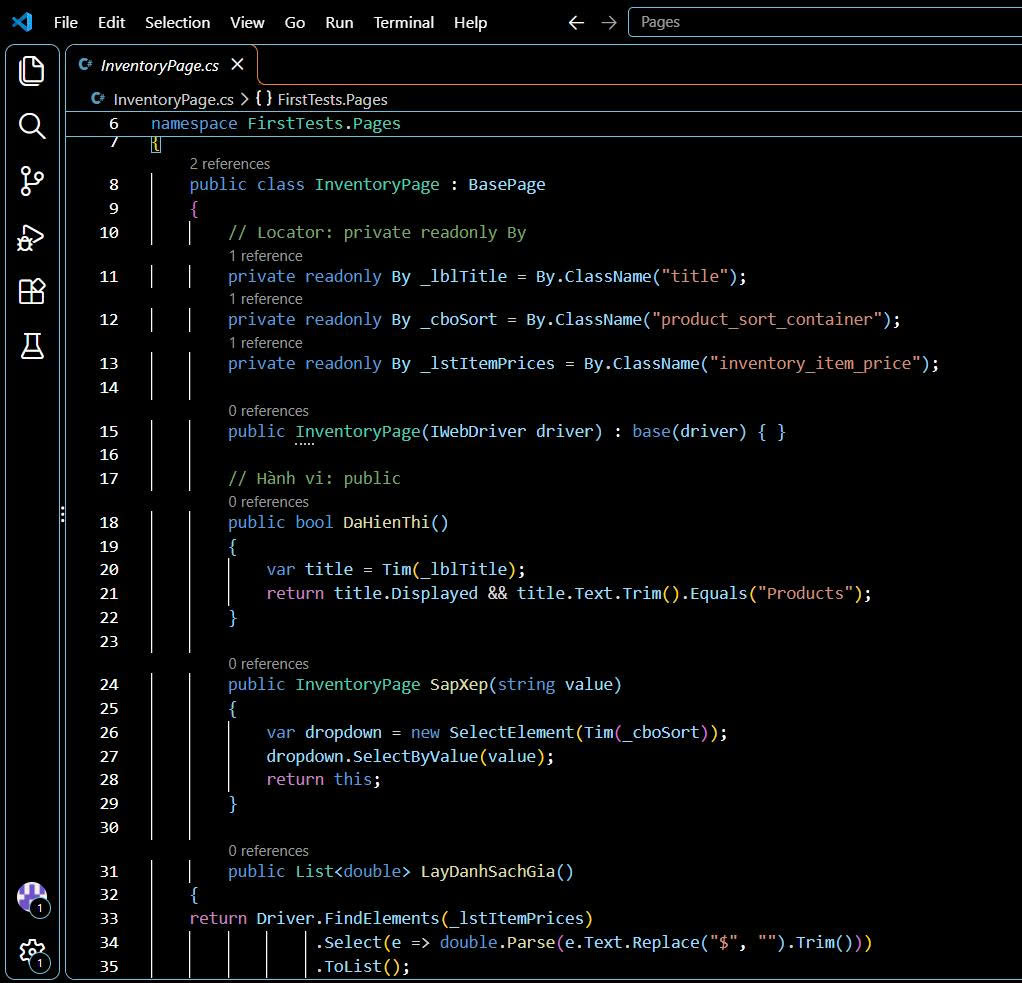 File Edit Selection View Go Run Terminal Help ← → Pages
C# InventoryPage.cs ×
C# InventoryPage.cs > {} FirstTests.Pages
6 namespace FirstTests.Pages
7 {
2 references
8 public class InventoryPage : BasePage
9 {
10 // Locator: private readonly By
1 reference
11 private readonly By _lblTitle = By.ClassName("title");
1 reference
12 private readonly By _cboSort = By.ClassName("product_sort_container");
1 reference
13 private readonly By _lstItemPrices = By.ClassName("inventory_item_price");
14
0 references
15 public InventoryPage(IWebDriver driver) : base(driver) { }
16
17 // Hành vi: public
0 references
18 public bool DaHienThi()
19 {
20 var title = Tim(_lblTitle);
21 return title.Displayed && title.Text.Trim().Equals("Products");
22 }
23
0 references
24 public InventoryPage SapXep(string value)
25 {
26 var dropdown = new SelectElement(Tim(_cboSort));
27 dropdown.SelectByValue(value);
28 return this;
29 }
30
0 references
31 public List<double> LayDanhSachGia()
32 {
33 return Driver.FindElements(_lstItemPrices)
34 .Select(e => double.Parse(e.Text.Replace("$", "").Trim()))
35 .ToList();
1
1